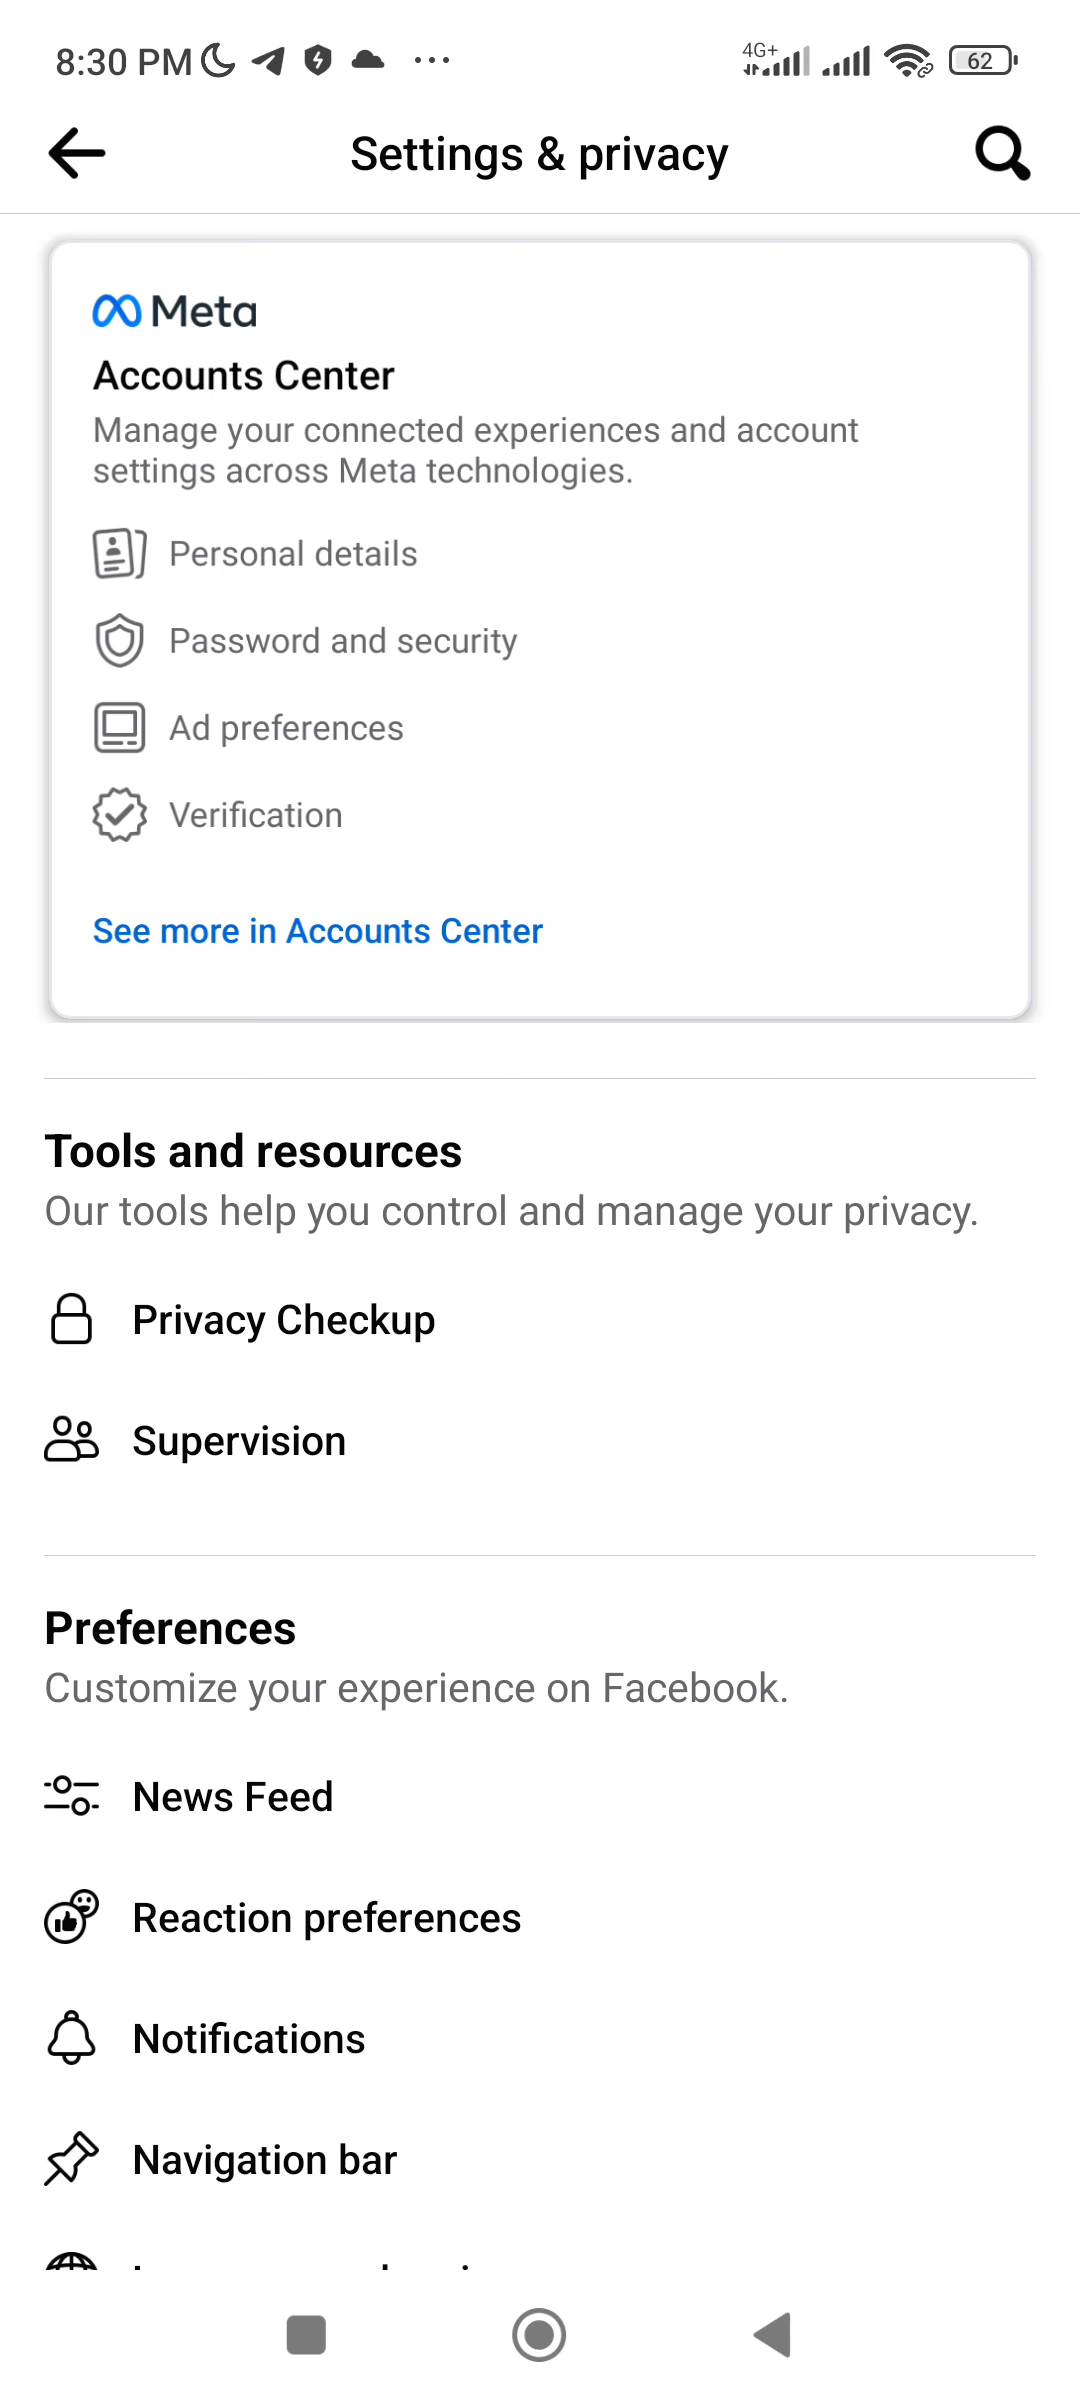 8:30 PM
4G+
62
Settings & privacy
Meta
Accounts Center
Manage your connected experiences and account
settings across Meta technologies.
Personal details
Password and security
Ad preferences
Verification
See more in Accounts Center
Tools and resources
Our tools help you control and manage your privacy.
Privacy Checkup
Supervision
Preferences
Customize your experience on Facebook.
News Feed
Reaction preferences
Notifications
Navigation bar